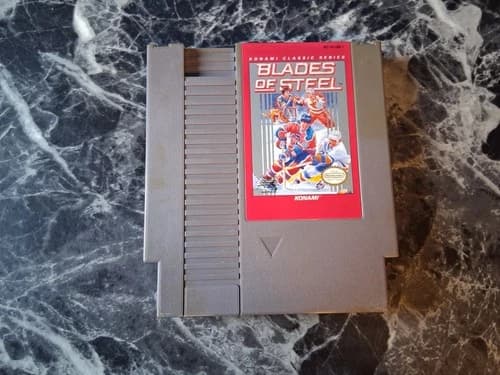 KONAMI CLASSIC SERIES
BLADES
OF STEEL
KONAMI